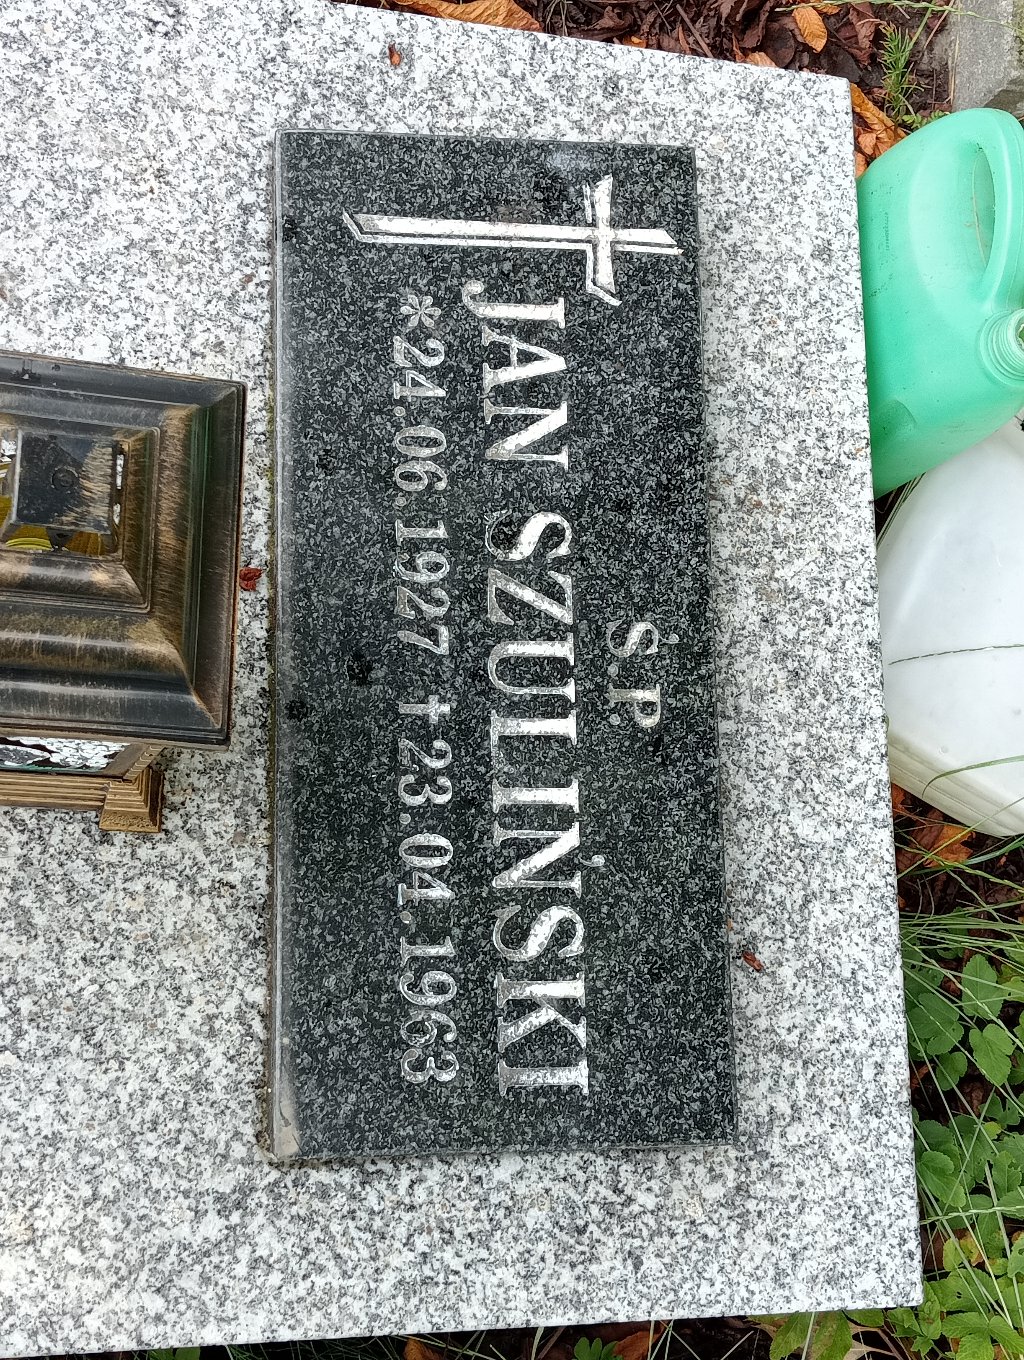 Ś.P.
JAN SZULIŃSKI
*24.06.1927 †23.04.1963